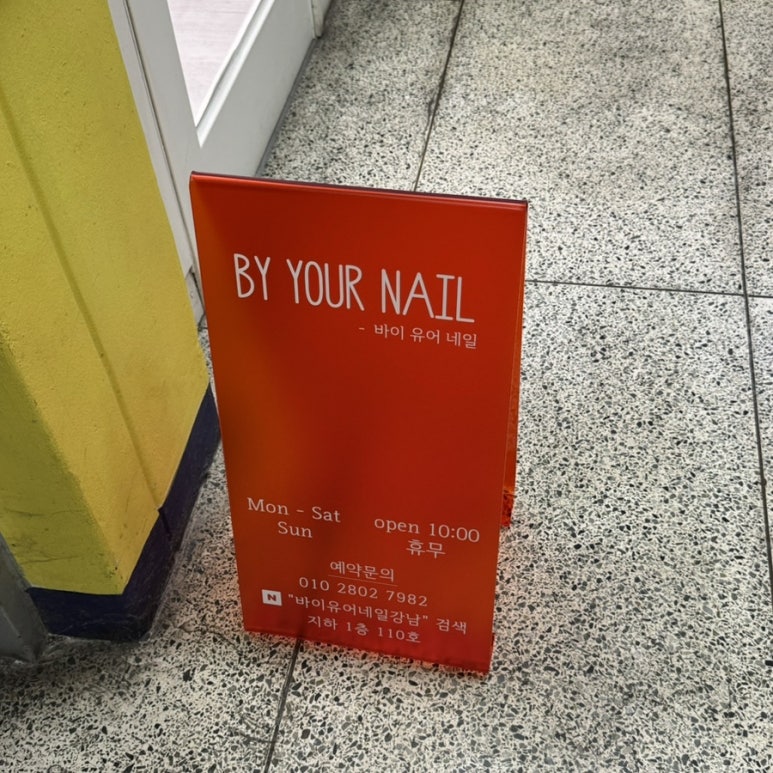 BY YOUR NAIL
- 바이 유어 네일
Mon - Sat open 10:00
Sun 휴무
예약문의
010 2802 7982
N "바이유어네일강남" 검색
지하 1층 110호